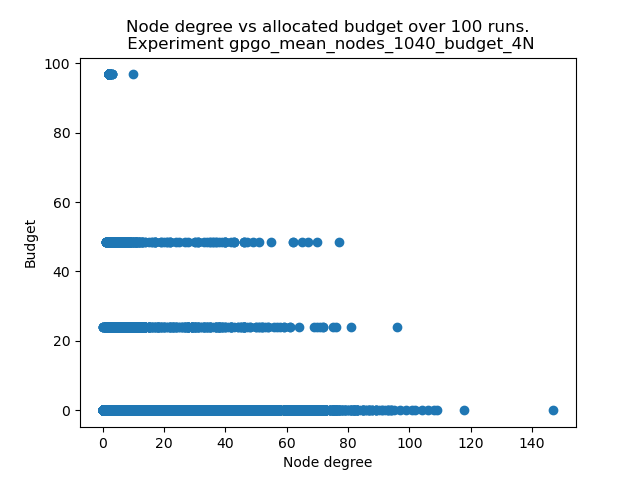 Node degree vs allocated budget over 100 runs.
Experiment gpgo_mean_nodes_1040_budget_4N
100
80
60
40
20
0
Budget
0 20 40 60 80 100 120 140
Node degree